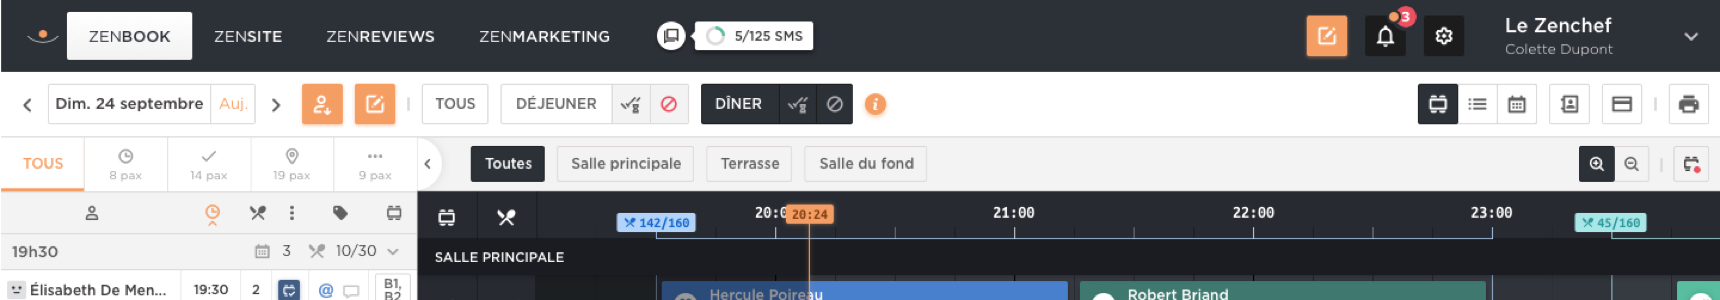 ZENBOOK ZENSITE ZENREVIEWS ZENMARKETING 5/125 SMS 3 Le Zenchef
Colette Dupont
Dim. 24 septembre Auj. TOUS DÉJEUNER DÎNER i
TOUS 8 pax 14 pax 19 pax 9 pax Toutes Salle principale Terrasse Salle du fond
142/160 20:0 20:24 21:00 22:00 23:00 45/160
19h30 3 10/30 SALLE PRINCIPALE
Élisabeth De Men... 19:30 2 @ B1,
B2 Hercule Poireau Robert Briand